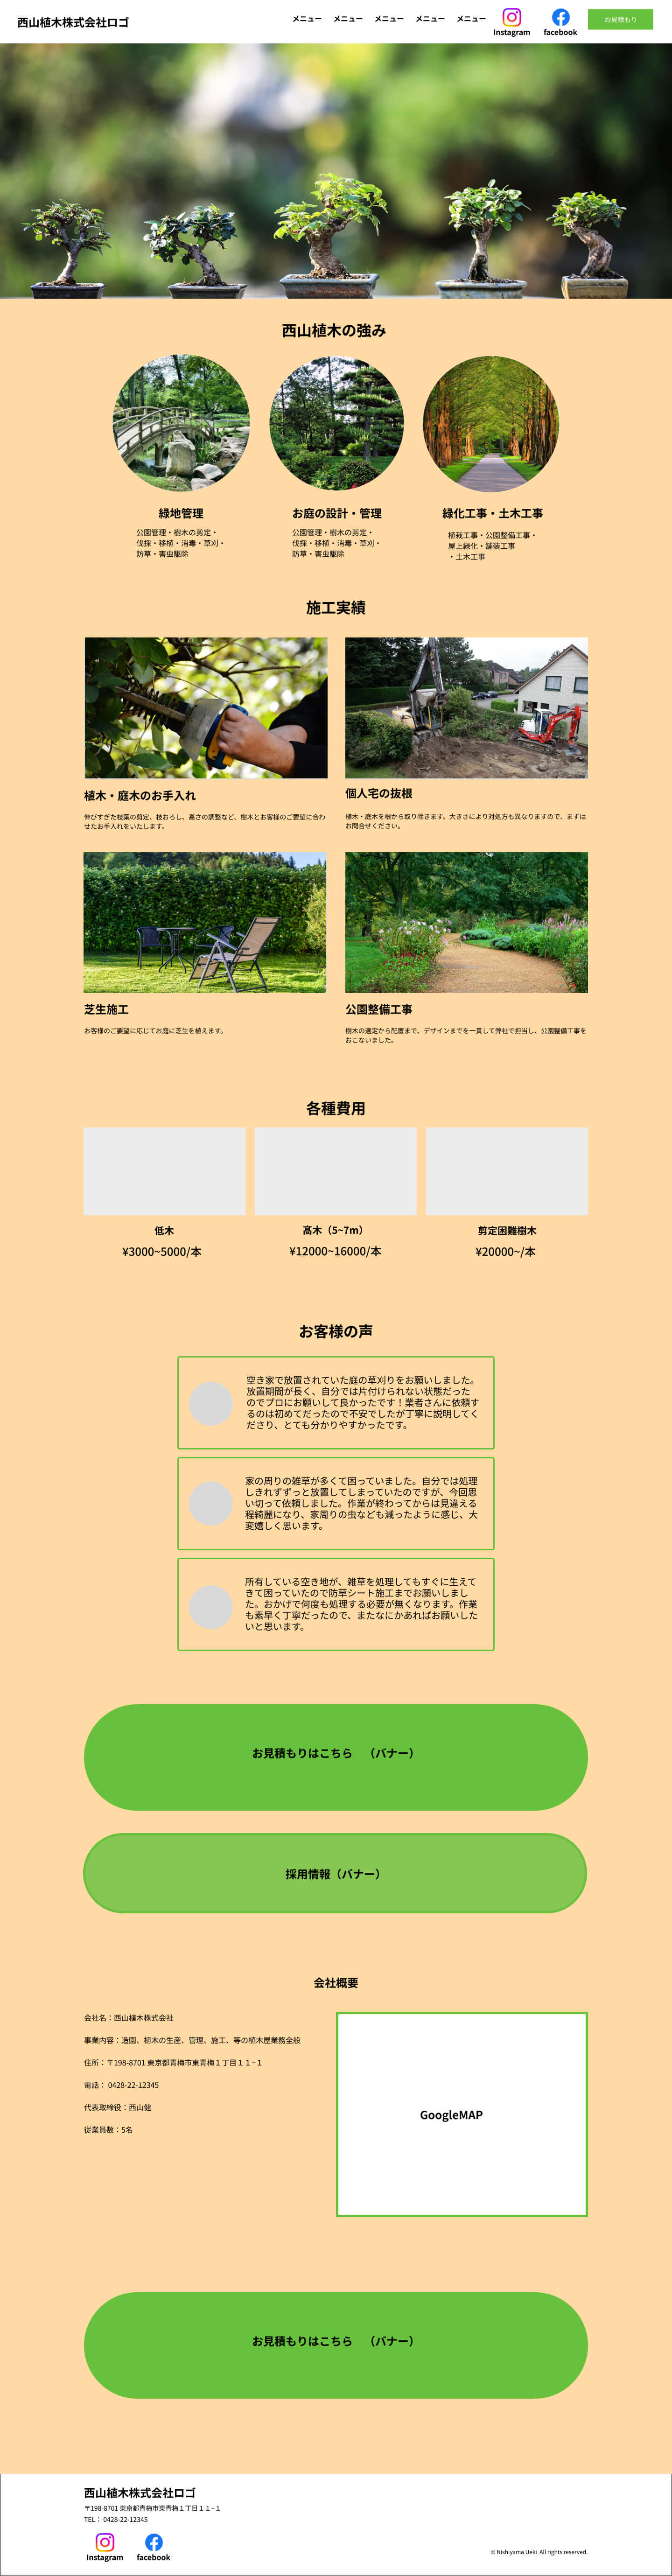 西山植木株式会社ロゴ
メニュー メニュー メニュー メニュー メニュー
Instagram
facebook
お見積もり
西山植木の強み
緑地管理
公園管理・樹木の剪定・
伐採・移植・消毒・草刈・
防草・害虫駆除
お庭の設計・管理
公園管理・樹木の剪定・
伐採・移植・消毒・草刈・
防草・害虫駆除
緑化工事・土木工事
植栽工事・公園整備工事・
屋上緑化・舗装工事
・土木工事
施工実績
植木・庭木のお手入れ
伸びすぎた枝葉の剪定、枝おろし、高さの調整など、樹木とお客様のご要望に合わ
せたお手入れをいたします。
個人宅の抜根
植木・庭木を根から取り除きます。大きさにより対処方も異なりますので、まずは
お問合せください。
芝生施工
お客様のご要望に応じてお庭に芝生を植えます。
公園整備工事
樹木の選定から配置まで、デザインまでを一貫して弊社で担当し、公園整備工事を
おこないました。
各種費用
低木
¥3000~5000/本
高木（5~7m）
¥12000~16000/本
剪定困難樹木
¥20000~/本
お客様の声
空き家で放置されていた庭の草刈りをお願いしました。
放置期間が長く、自分では片付けられない状態だった
のでプロにお願いして良かったです！業者さんに依頼す
るのは初めてだったので不安でしたが丁寧に説明してく
ださり、とても分かりやすかったです。
家の周りの雑草が多くて困っていました。自分では処理
しきれずずっと放置してしまっていたのですが、今回思
い切って依頼しました。作業が終わってからは見違える
程綺麗になり、家周りの虫なども減ったように感じ、大
変嬉しく思います。
所有している空き地が、雑草を処理してもすぐに生えて
きて困っていたので防草シート施工までお願いしまし
た。おかげで何度も処理する必要が無くなります。作業
も素早く丁寧だったので、またなにかあればお願いした
いと思います。
お見積もりはこちら　（バナー）
採用情報（バナー）
会社概要
会社名：西山植木株式会社
事業内容：造園、植木の生産、管理、施工、等の植木屋業務全般
住所：〒198-8701 東京都青梅市東青梅１丁目１１−１
電話： 0428-22-12345
代表取締役：西山健
従業員数：5名
GoogleMAP
お見積もりはこちら　（バナー）
西山植木株式会社ロゴ
〒198-8701 東京都青梅市東青梅１丁目１１−１
TEL： 0428-22-12345
Instagram
facebook
© Nishiyama Ueki All rights reserved.